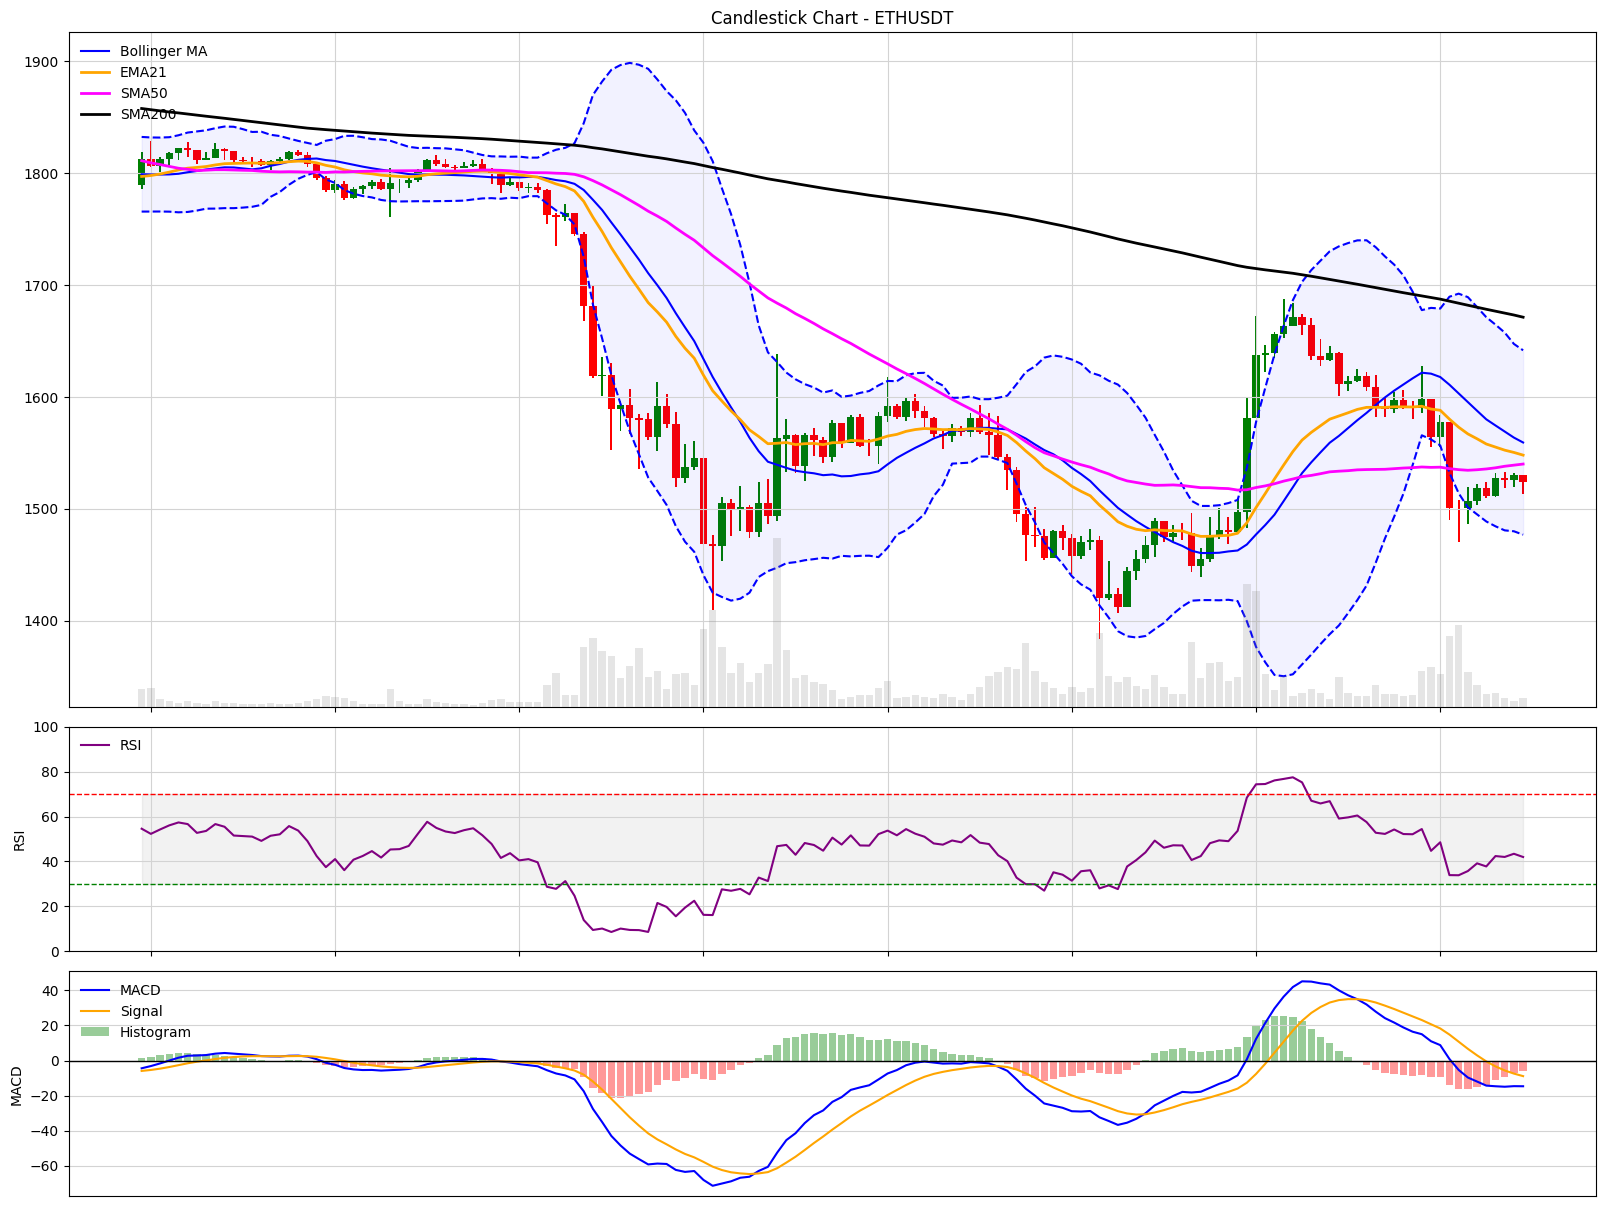 Candlestick Chart - ETHUSDT
Bollinger MA
EMA21
SMA50
SMA200
1900
1800
1700
1600
1500
1400
RSI
100
80
60
40
20
0
RSI
MACD
Signal
Histogram
40
20
0
−20
−40
−60
MACD